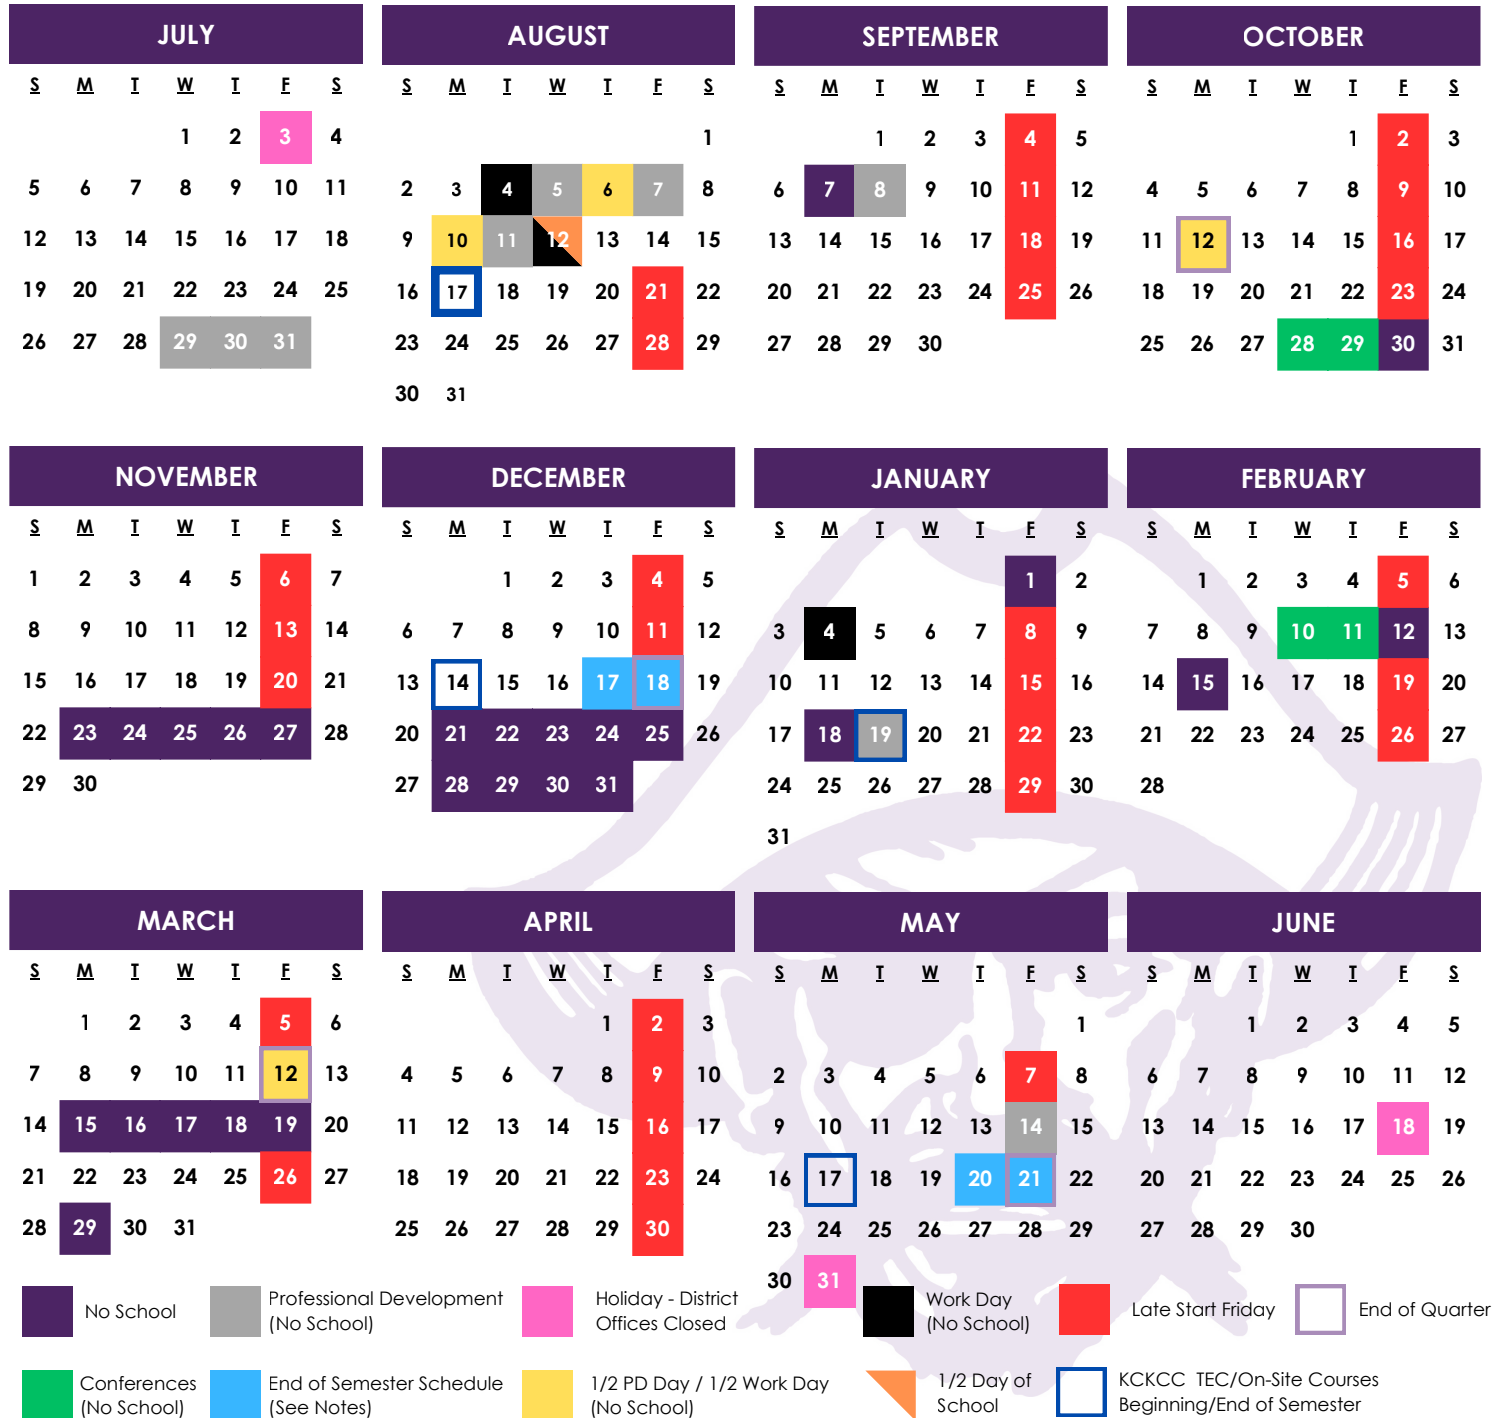 JULY
S M T W T F S
1 2 3 4
5 6 7 8 9 10 11
12 13 14 15 16 17 18
19 20 21 22 23 24 25
26 27 28 29 30 31
AUGUST
S M T W T F S
1
2 3 4 5 6 7 8
9 10 11 12 13 14 15
16 17 18 19 20 21 22
23 24 25 26 27 28 29
30 31
SEPTEMBER
S M T W T F S
1 2 3 4 5
6 7 8 9 10 11 12
13 14 15 16 17 18 19
20 21 22 23 24 25 26
27 28 29 30
OCTOBER
S M T W T F S
1 2 3
4 5 6 7 8 9 10
11 12 13 14 15 16 17
18 19 20 21 22 23 24
25 26 27 28 29 30 31
NOVEMBER
S M T W T F S
1 2 3 4 5 6 7
8 9 10 11 12 13 14
15 16 17 18 19 20 21
22 23 24 25 26 27 28
29 30
DECEMBER
S M T W T F S
1 2 3 4 5
6 7 8 9 10 11 12
13 14 15 16 17 18 19
20 21 22 23 24 25 26
27 28 29 30 31
JANUARY
S M T W T F S
1 2
3 4 5 6 7 8 9
10 11 12 13 14 15 16
17 18 19 20 21 22 23
24 25 26 27 28 29 30
31
FEBRUARY
S M T W T F S
1 2 3 4 5 6
7 8 9 10 11 12 13
14 15 16 17 18 19 20
21 22 23 24 25 26 27
28
MARCH
S M T W T F S
1 2 3 4 5 6
7 8 9 10 11 12 13
14 15 16 17 18 19 20
21 22 23 24 25 26 27
28 29 30 31
APRIL
S M T W T F S
1 2 3
4 5 6 7 8 9 10
11 12 13 14 15 16 17
18 19 20 21 22 23 24
25 26 27 28 29 30
MAY
S M T W T F S
1
2 3 4 5 6 7 8
9 10 11 12 13 14 15
16 17 18 19 20 21 22
23 24 25 26 27 28 29
30 31
JUNE
S M T W T F S
1 2 3 4 5
6 7 8 9 10 11 12
13 14 15 16 17 18 19
20 21 22 23 24 25 26
27 28 29 30
No School
Professional Development
(No School)
Holiday - District
Offices Closed
Work Day
(No School)
Late Start Friday
End of Quarter
Conferences
(No School)
End of Semester Schedule
(See Notes)
1/2 PD Day / 1/2 Work Day
(No School)
1/2 Day of
School
KCKCC TEC/On-Site Courses
Beginning/End of Semester